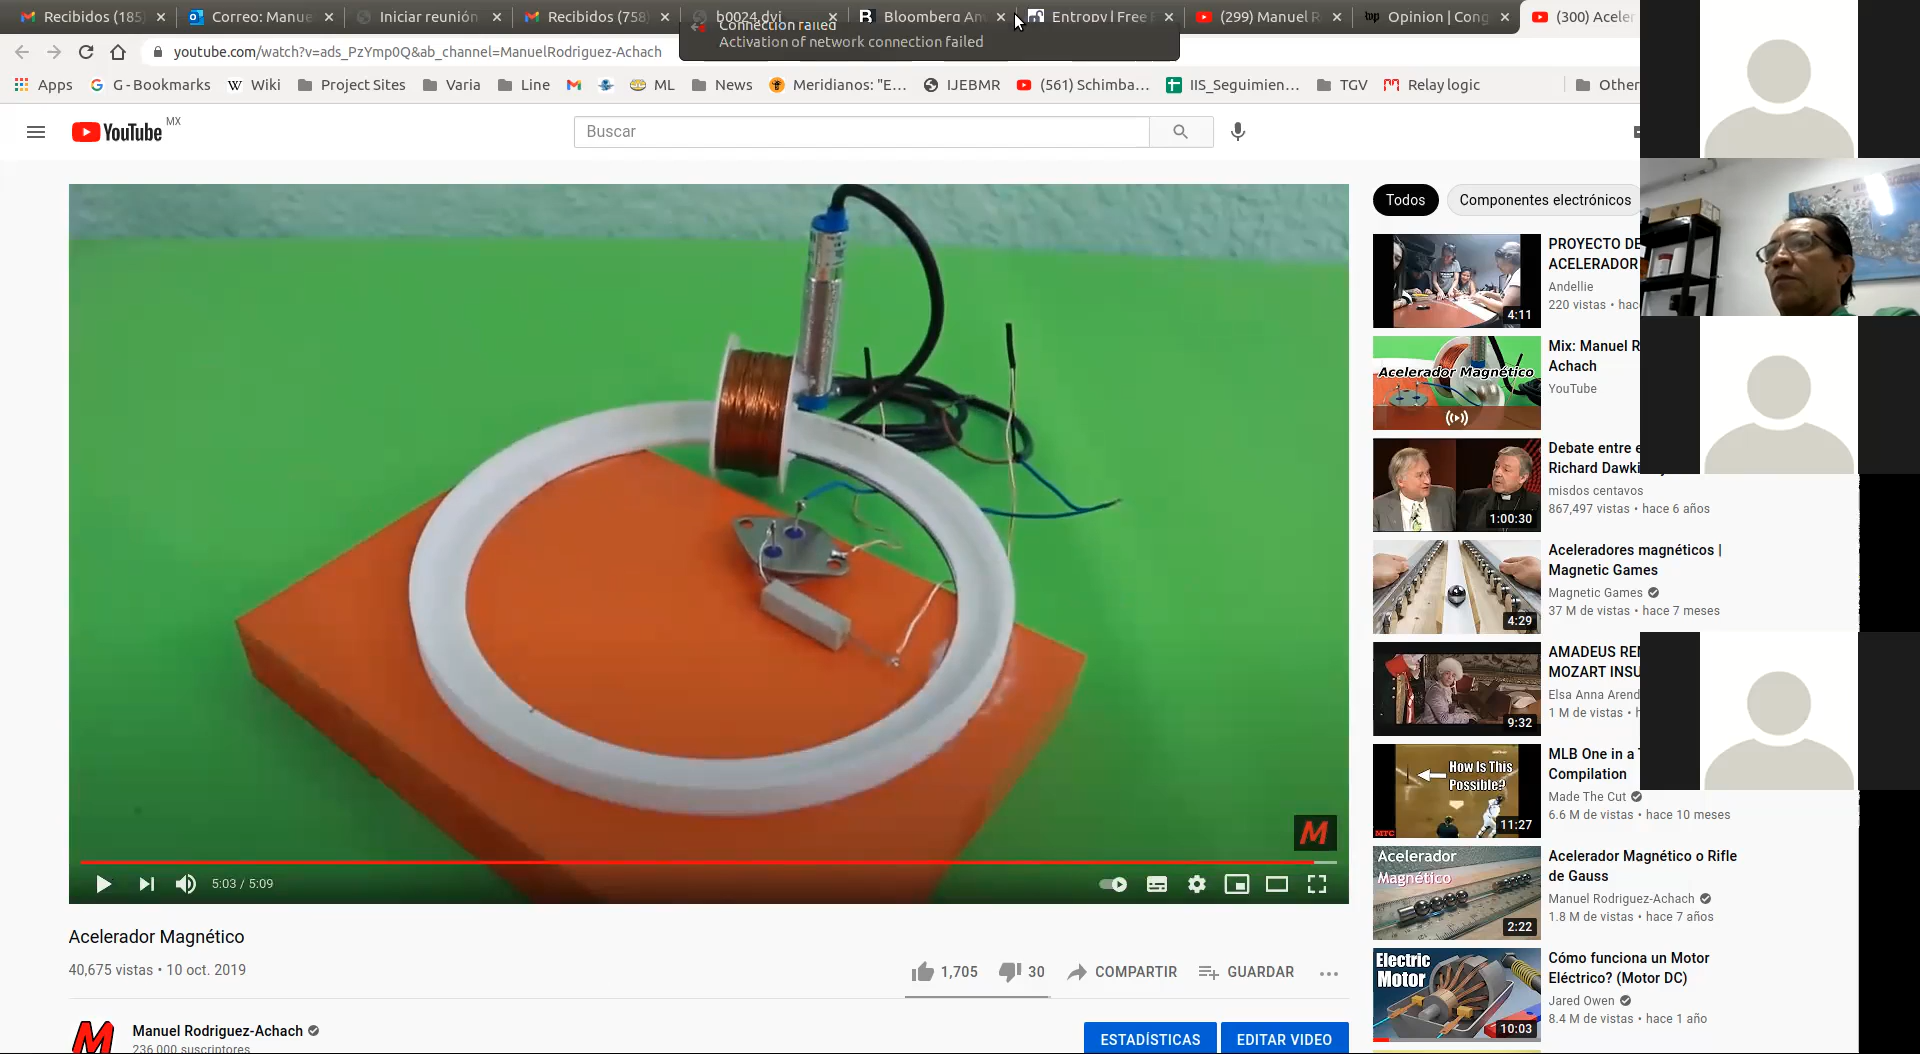 Recibidos (185)
Correo: Manue
Iniciar reunión
Recibidos (758)
b0024.dvi
Bloomberg An
Entropy | Free
(299) Manuel R
Opinion | Cong
(300) Aceler
Connection failed
Activation of network connection failed
youtube.com/watch?v=ads_PzYmp0Q&ab_channel=ManuelRodriguez-Achach
Apps
G - Bibliotecas
Wiki
Project Sites
Varia
Line
ML
News
Meridianos: "E…
IJEBMR
(561) Schimba…
IIS_Seguimien…
TGV
Relay logic
Other
YouTube MX
Buscar
M
5:03 / 5:09
Acelerador Magnético
40,675 vistas • 10 oct. 2019
1,705
30
COMPARTIR
GUARDAR
Manuel Rodriguez-Achach
236 000 suscriptores
ESTADÍSTICAS
EDITAR VIDEO
Todos
Componentes electrónicos
4:11
PROYECTO DE
ACELERADOR
Andellie
220 vistas • hac
Acelerador Magnético
Mix: Manuel R
Achach
YouTube
1:00:30
Debate entre e
Richard Dawki
misdos centavos
867,497 vistas • hace 6 años
4:29
Aceleradores magnéticos |
Magnetic Games
Magnetic Games
37 M de vistas • hace 7 meses
9:32
AMADEUS RE
MOZART INSU
Elsa Anna Arend
1 M de vistas • h
How Is This
Possible?
MTC
11:27
MLB One in a
Compilation
Made The Cut
6.6 M de vistas • hace 10 meses
Acelerador
Magnético
2:22
Acelerador Magnético o Rifle
de Gauss
Manuel Rodriguez-Achach
1.8 M de vistas • hace 7 años
Electric
Motor
10:03
Cómo funciona un Motor
Eléctrico? (Motor DC)
Jared Owen
8.4 M de vistas • hace 1 año